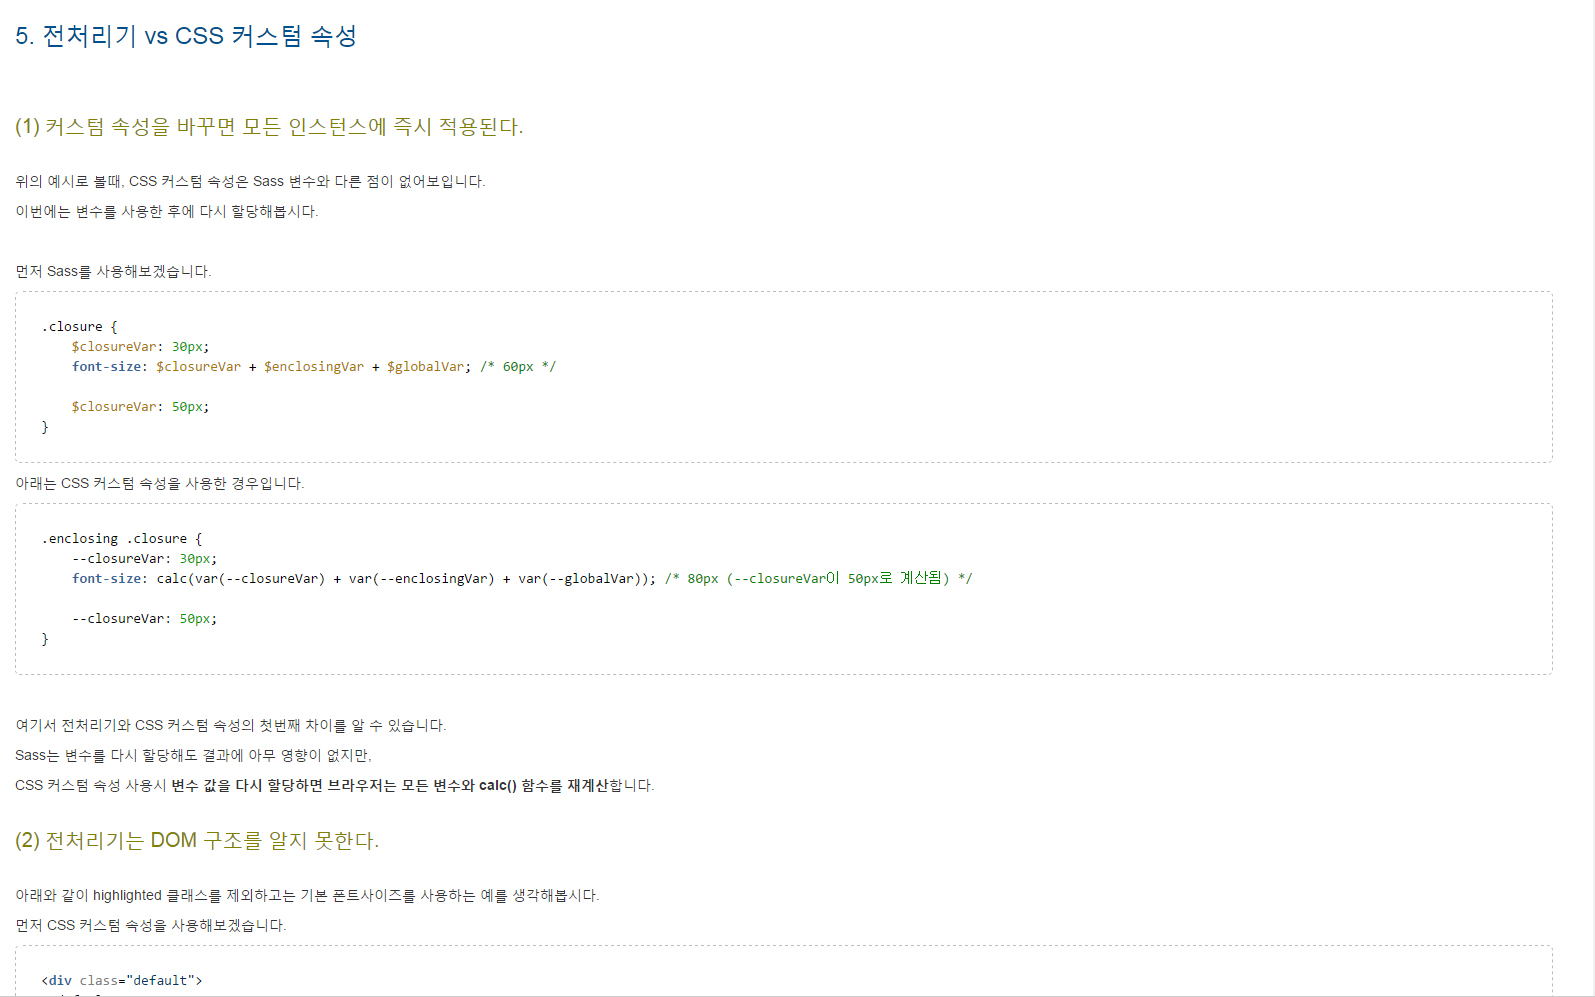 5. 전처리기 vs CSS 커스텀 속성
(1) 커스텀 속성을 바꾸면 모든 인스턴스에 즉시 적용된다.
위의 예시로 볼때, CSS 커스텀 속성은 Sass 변수와 다른 점이 없어보입니다.
이번에는 변수를 사용한 후에 다시 할당해봅시다.
먼저 Sass를 사용해보겠습니다.
.closure {
    $closureVar: 30px;
    font-size: $closureVar + $enclosingVar + $globalVar; /* 60px */
    $closureVar: 50px;
}
아래는 CSS 커스텀 속성을 사용한 경우입니다.
.enclosing .closure {
    --closureVar: 30px;
    font-size: calc(var(--closureVar) + var(--enclosingVar) + var(--globalVar)); /* 80px (--closureVar이 50px로 계산됨) */
    --closureVar: 50px;
}
여기서 전처리기와 CSS 커스텀 속성의 첫번째 차이를 알 수 있습니다.
Sass는 변수를 다시 할당해도 결과에 아무 영향이 없지만,
CSS 커스텀 속성 사용시 변수 값을 다시 할당하면 브라우저는 모든 변수와 calc() 함수를 재계산합니다.
(2) 전처리기는 DOM 구조를 알지 못한다.
아래와 같이 highlighted 클래스를 제외하고는 기본 폰트사이즈를 사용하는 예를 생각해봅시다.
먼저 CSS 커스텀 속성을 사용해보겠습니다.
<div class="default">